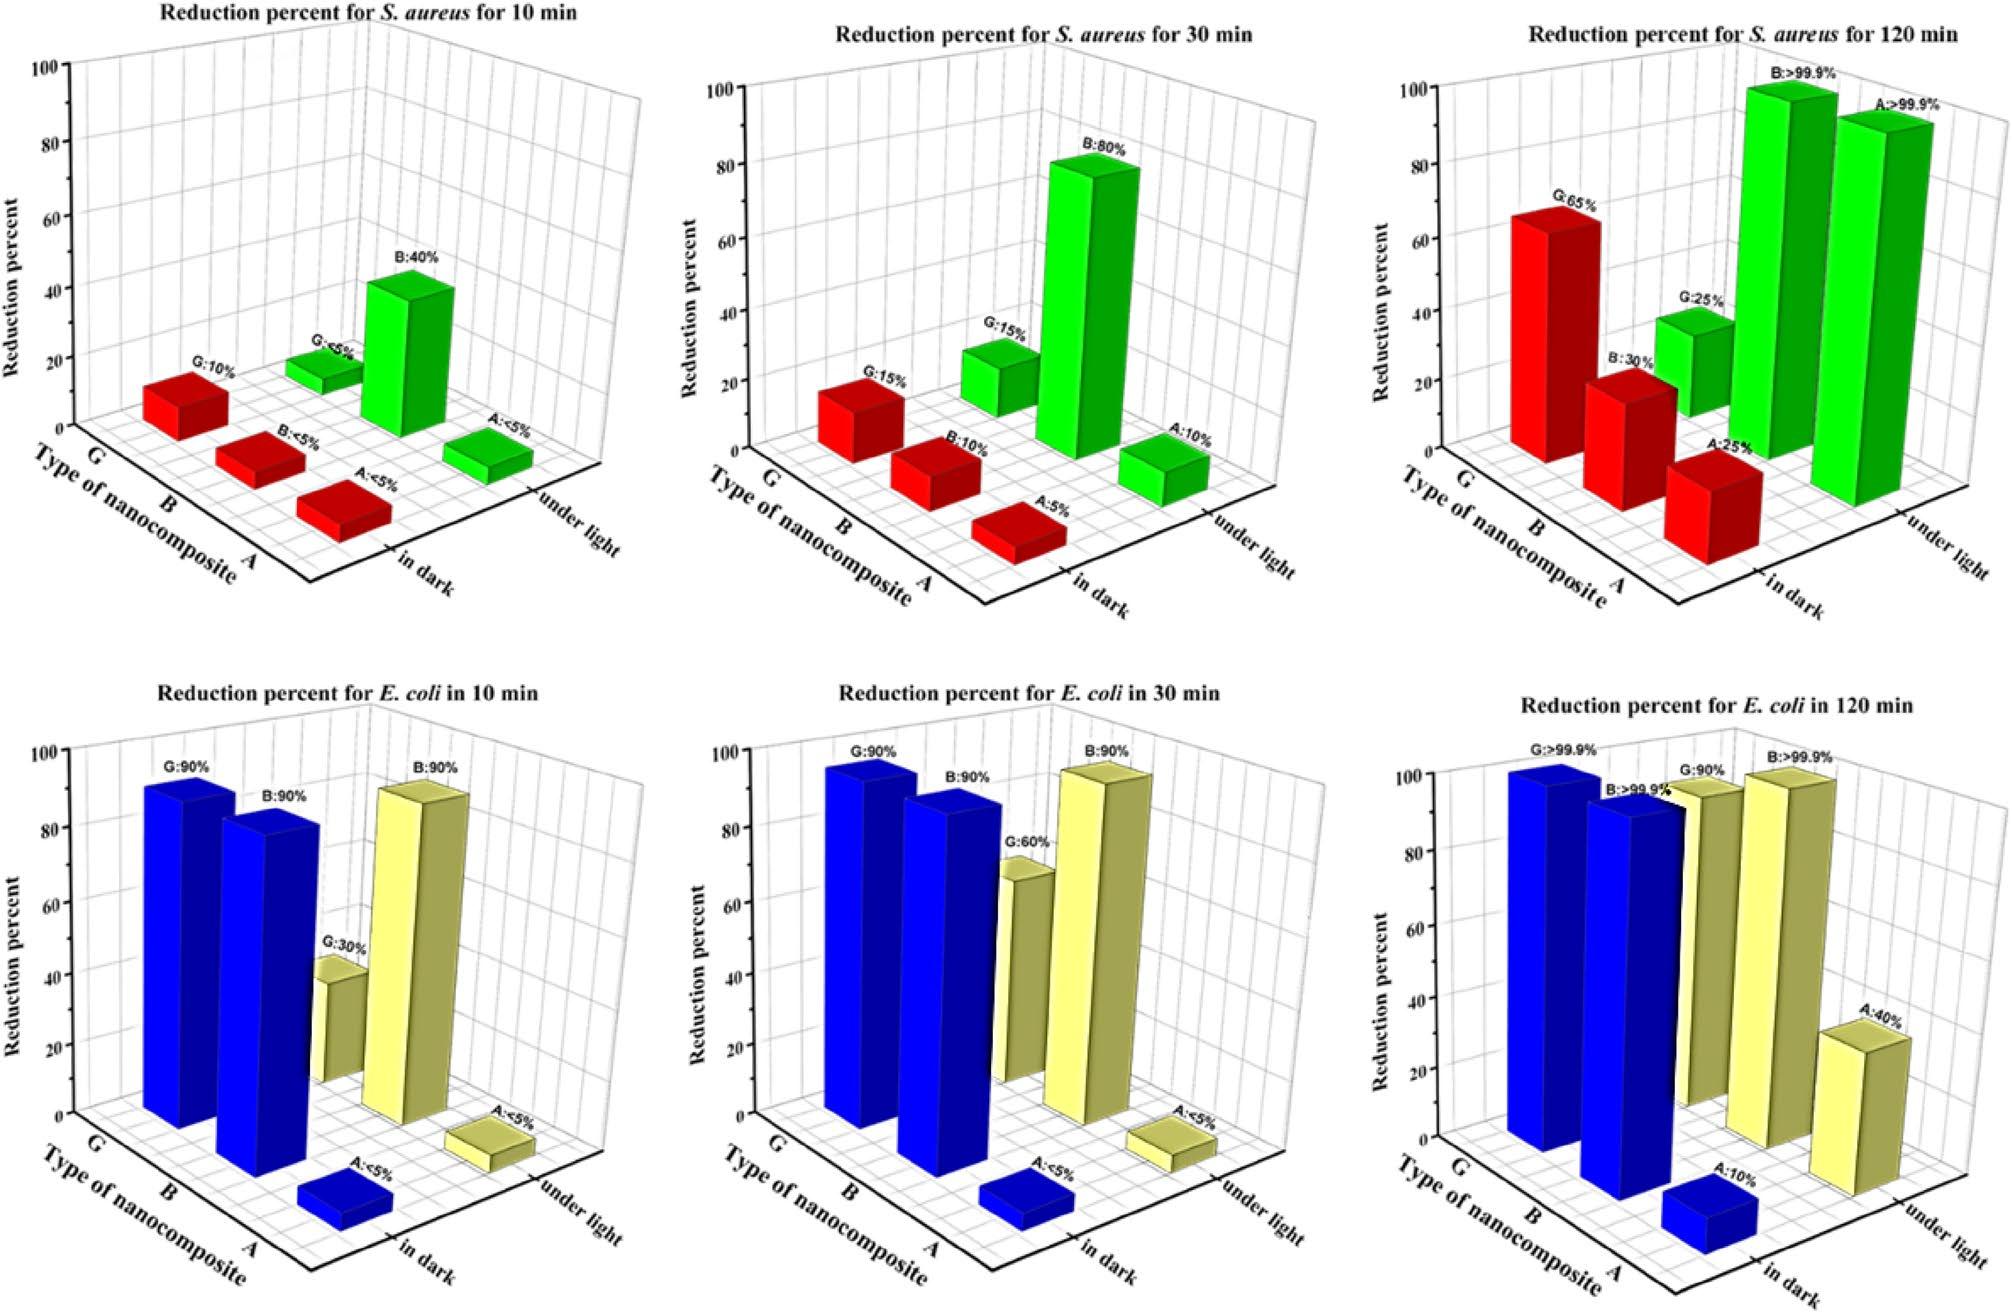 Reduction percent for S. aureus for 10 min
100
80
60
40
20
0
Reduction percent
G:10%
B:<5%
A:<5%
G:<5%
B:40%
A:<5%
G
B
A
Type of nanocomposite
in dark
under light
Reduction percent for S. aureus for 30 min
100
80
60
40
20
0
Reduction percent
G:15%
B:10%
A:5%
G:15%
B:80%
A:10%
G
B
A
Type of nanocomposite
in dark
under light
Reduction percent for S. aureus for 120 min
100
80
60
40
20
0
Reduction percent
G:65%
B:30%
A:25%
G:25%
B:>99.9%
A:>99.9%
G
B
A
Type of nanocomposite
in dark
under light
Reduction percent for E. coli in 10 min
100
80
60
40
20
0
Reduction percent
G:90%
B:90%
A:<5%
G:30%
B:90%
A:<5%
G
B
A
Type of nanocomposite
in dark
under light
Reduction percent for E. coli in 30 min
100
80
60
40
20
0
Reduction percent
G:90%
B:90%
A:<5%
G:60%
B:90%
A:<5%
G
B
A
Type of nanocomposite
in dark
under light
Reduction percent for E. coli in 120 min
100
80
60
40
20
0
Reduction percent
G:>99.9%
B:>99.9%
A:10%
G:90%
B:>99.9%
A:40%
G
B
A
Type of nanocomposite
in dark
under light